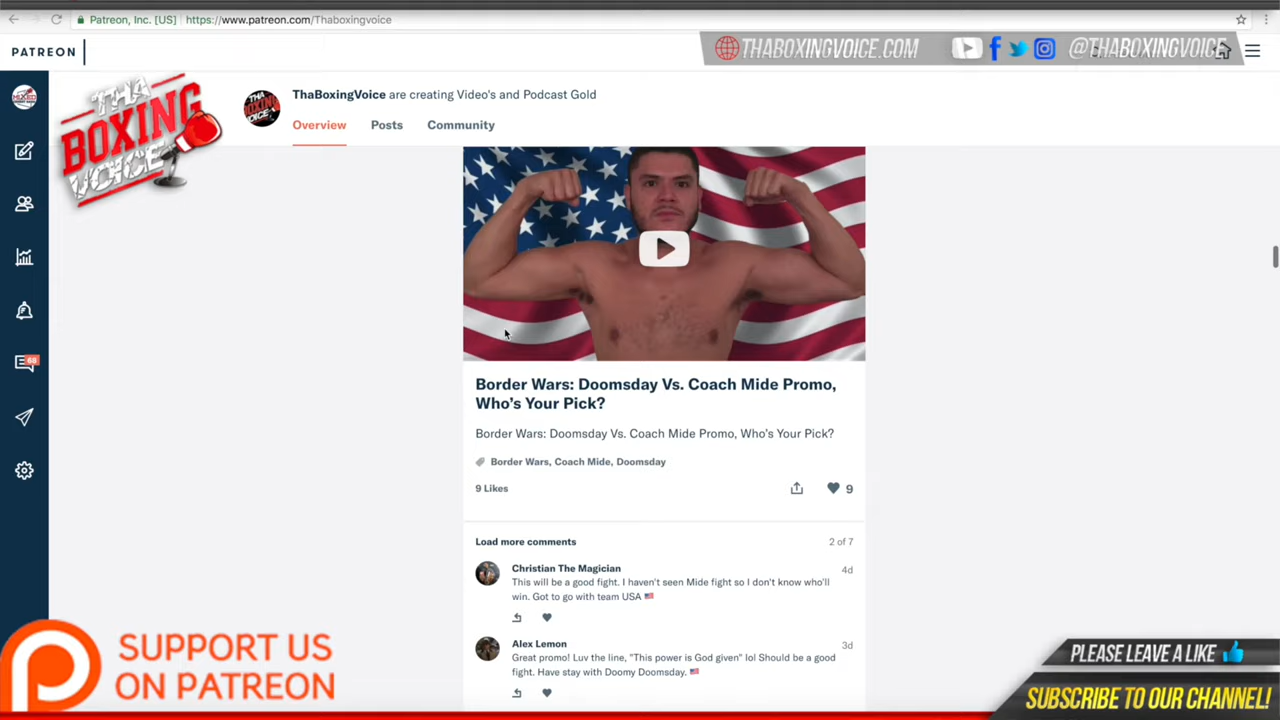 Patreon, Inc. [US] https://www.patreon.com/Thaboxingvoice
PATREON
THABOXINGVOICE.COM
@THABOXINGVOICE
THA
BOXING
VOICE
ThaBoxingVoice are creating Video's and Podcast Gold
Overview Posts Community
Border Wars: Doomsday Vs. Coach Mide Promo,
Who's Your Pick?
Border Wars: Doomsday Vs. Coach Mide Promo, Who's Your Pick?
Border Wars, Coach Mide, Doomsday
9 Likes
9
Load more comments
2 of 7
Christian The Magician
4d
This will be a good fight. I haven't seen Mide fight so I don't know who'll
win. Got to go with team USA 🇺🇸
Alex Lemon
3d
Great promo! Luv the line, "This power is God given" lol Should be a good
fight. Have stay with Doomy Doomsday. 🇺🇸
SUPPORT US
ON PATREON
PLEASE LEAVE A LIKE
SUBSCRIBE TO OUR CHANNEL!